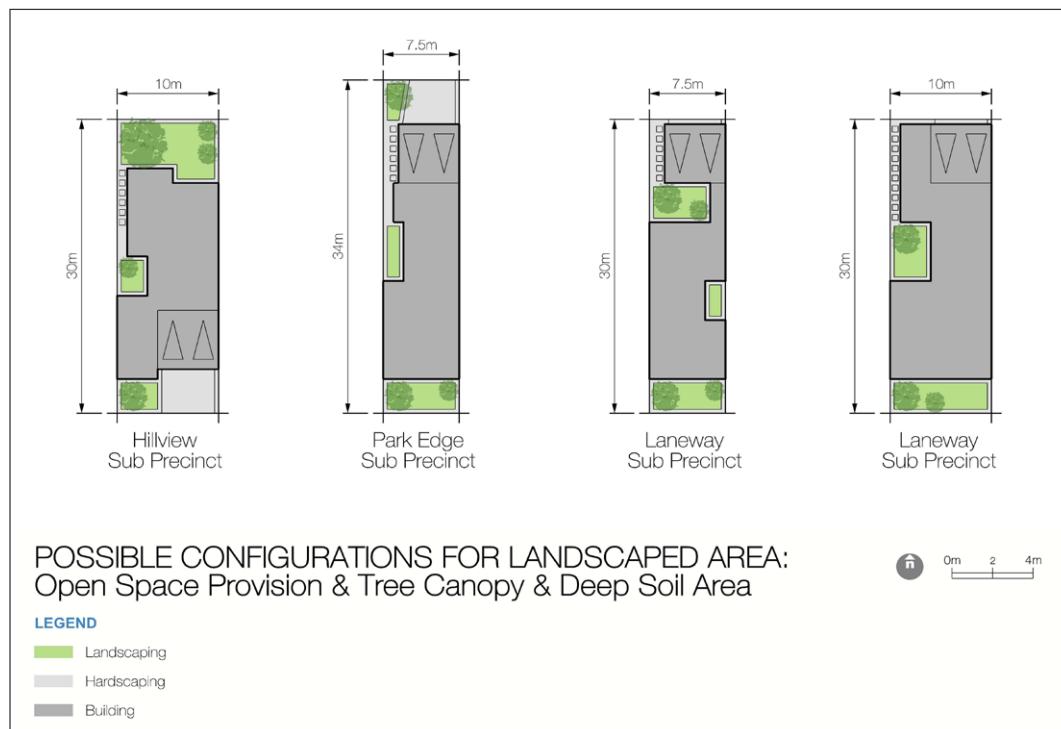 10m
30m
Hillview
Sub Precinct
7.5m
34m
Park Edge
Sub Precinct
7.5m
30m
Laneway
Sub Precinct
10m
30m
Laneway
Sub Precinct
POSSIBLE CONFIGURATIONS FOR LANDSCAPED AREA:
Open Space Provision & Tree Canopy & Deep Soil Area
n
0m 2 4m
LEGEND
Landscaping
Hardscaping
Building